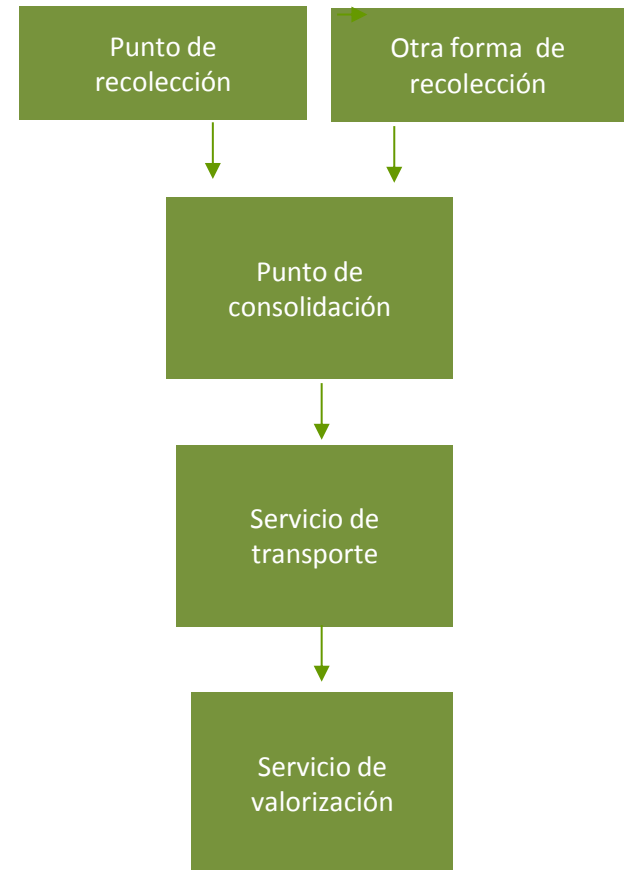 Punto de
recolección
Otra forma  de
recolección
Punto de
consolidación
Servicio de
transporte
Servicio de
valorización